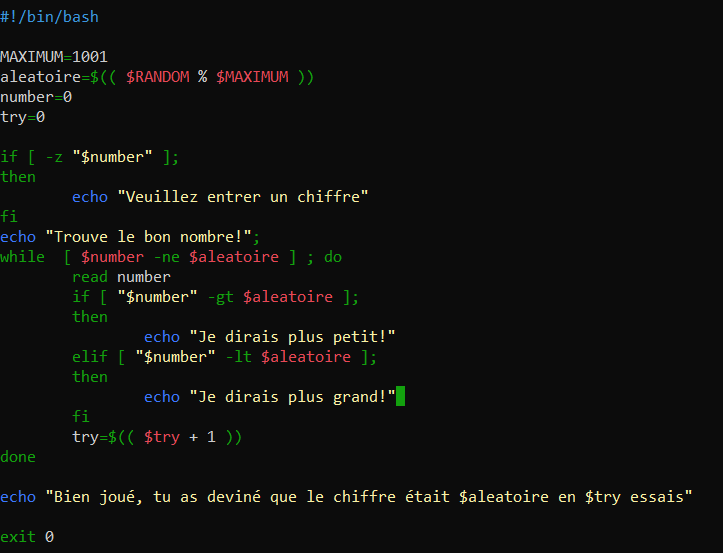 #!/bin/bash

MAXIMUM=1001
aleatoire=$(( $RANDOM % $MAXIMUM ))
number=0
try=0

if [ -z "$number" ];
then
        echo "Veuillez entrer un chiffre"
fi
echo "Trouve le bon nombre!";
while  [ $number -ne $aleatoire ] ; do
        read number
        if [ "$number" -gt $aleatoire ];
        then
                echo "Je dirais plus petit!"
        elif [ "$number" -lt $aleatoire ];
        then
                echo "Je dirais plus grand!"
        fi
        try=$(( $try + 1 ))
done

echo "Bien joué, tu as deviné que le chiffre était $aleatoire en $try essais"

exit 0